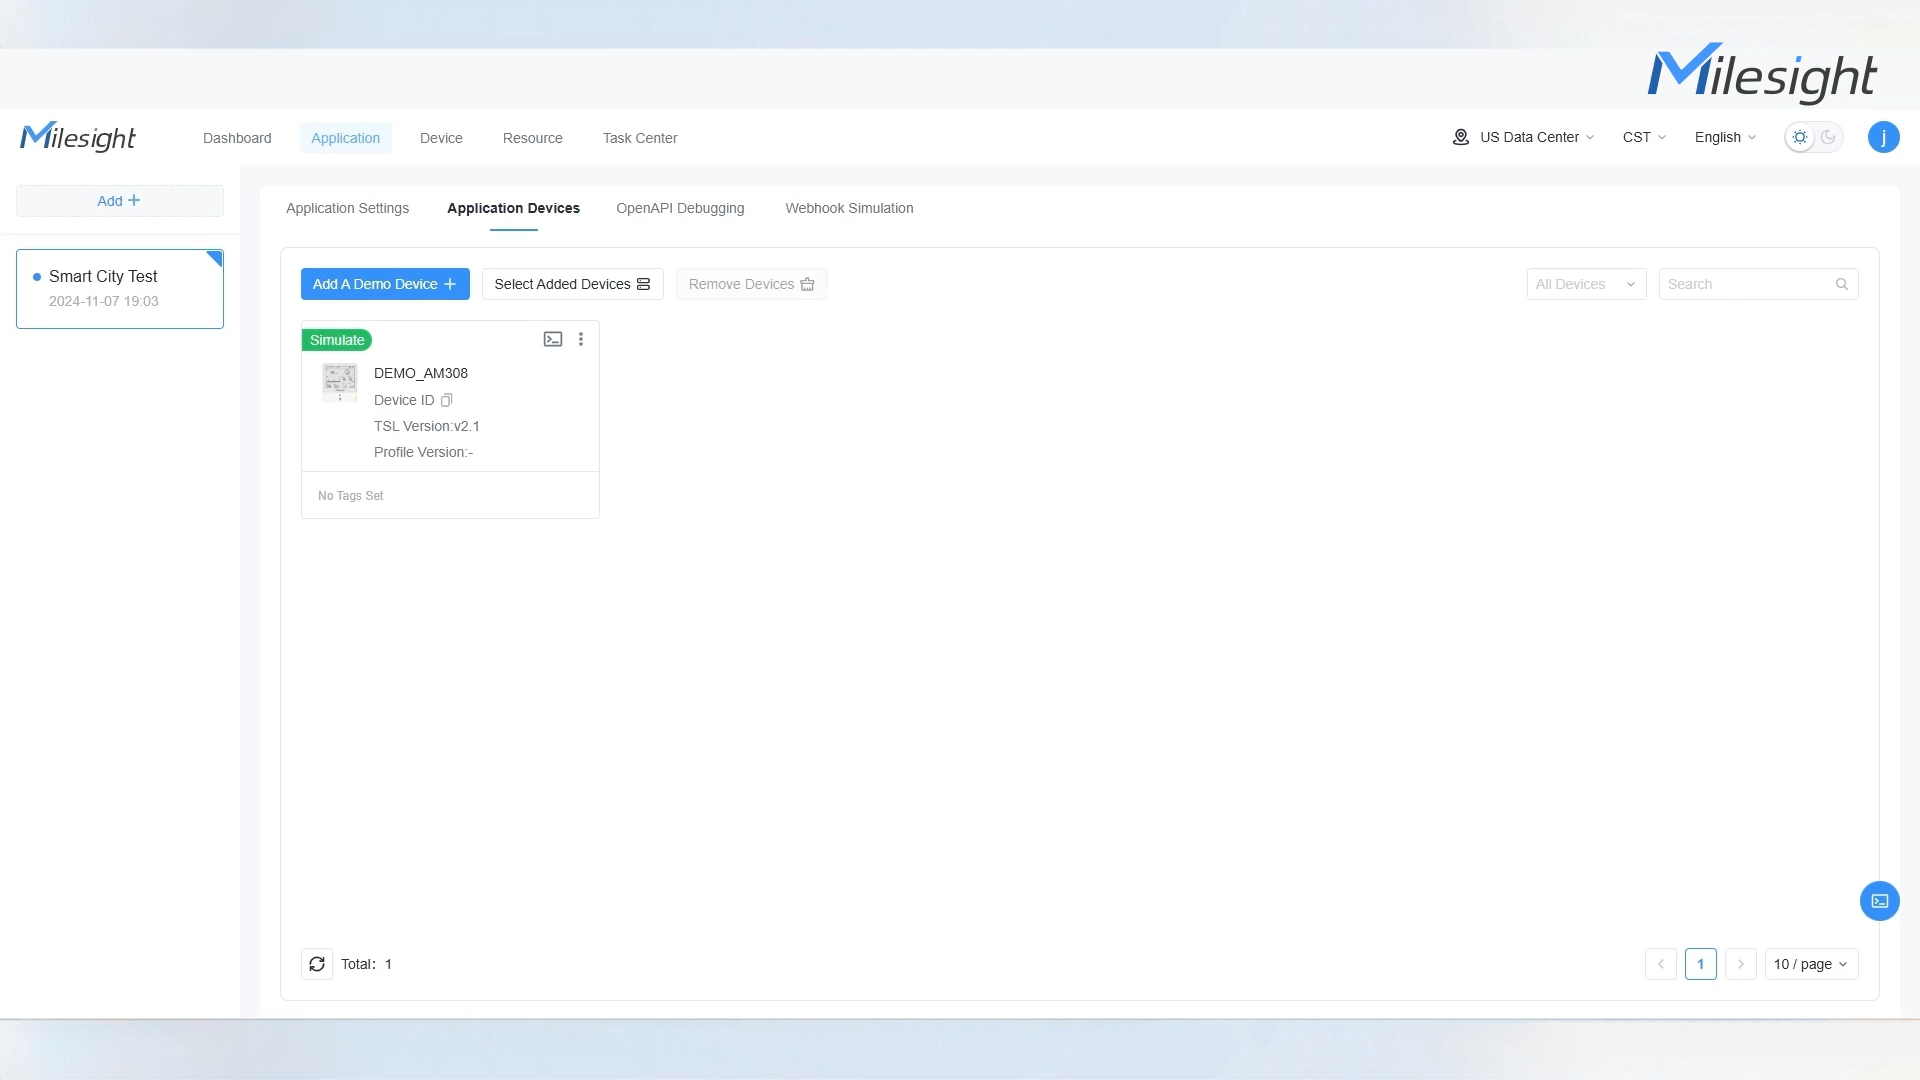 Milesight
Milesight
Dashboard
Application
Device
Resource
Task Center
US Data Center
CST
English
j
Add +
Application Settings
Application Devices
OpenAPI Debugging
Webhook Simulation
Smart City Test
2024-11-07 19:03
Add A Demo Device +
Select Added Devices
Remove Devices
All Devices
Search
Simulate
DEMO_AM308
Device ID
TSL Version:v2.1
Profile Version:-
No Tags Set
Total: 1
1
10 / page